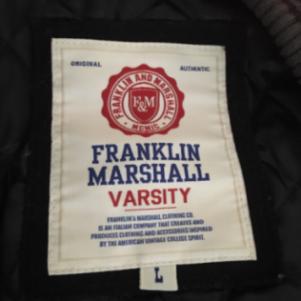 ORIGINAL
AUTHENTIC
FRANKLIN AND MARSHALL
F&M
MCMIC
FRANKLIN
MARSHALL
VARSITY
FRANKLIN & MARSHALL CLOTHING CO.
IS AN ITALIAN COMPANY THAT CREATES AND
PRODUCES CLOTHING AND ACCESSORIES INSPIRED
BY THE AMERICAN VINTAGE COLLEGE SPIRIT.
L